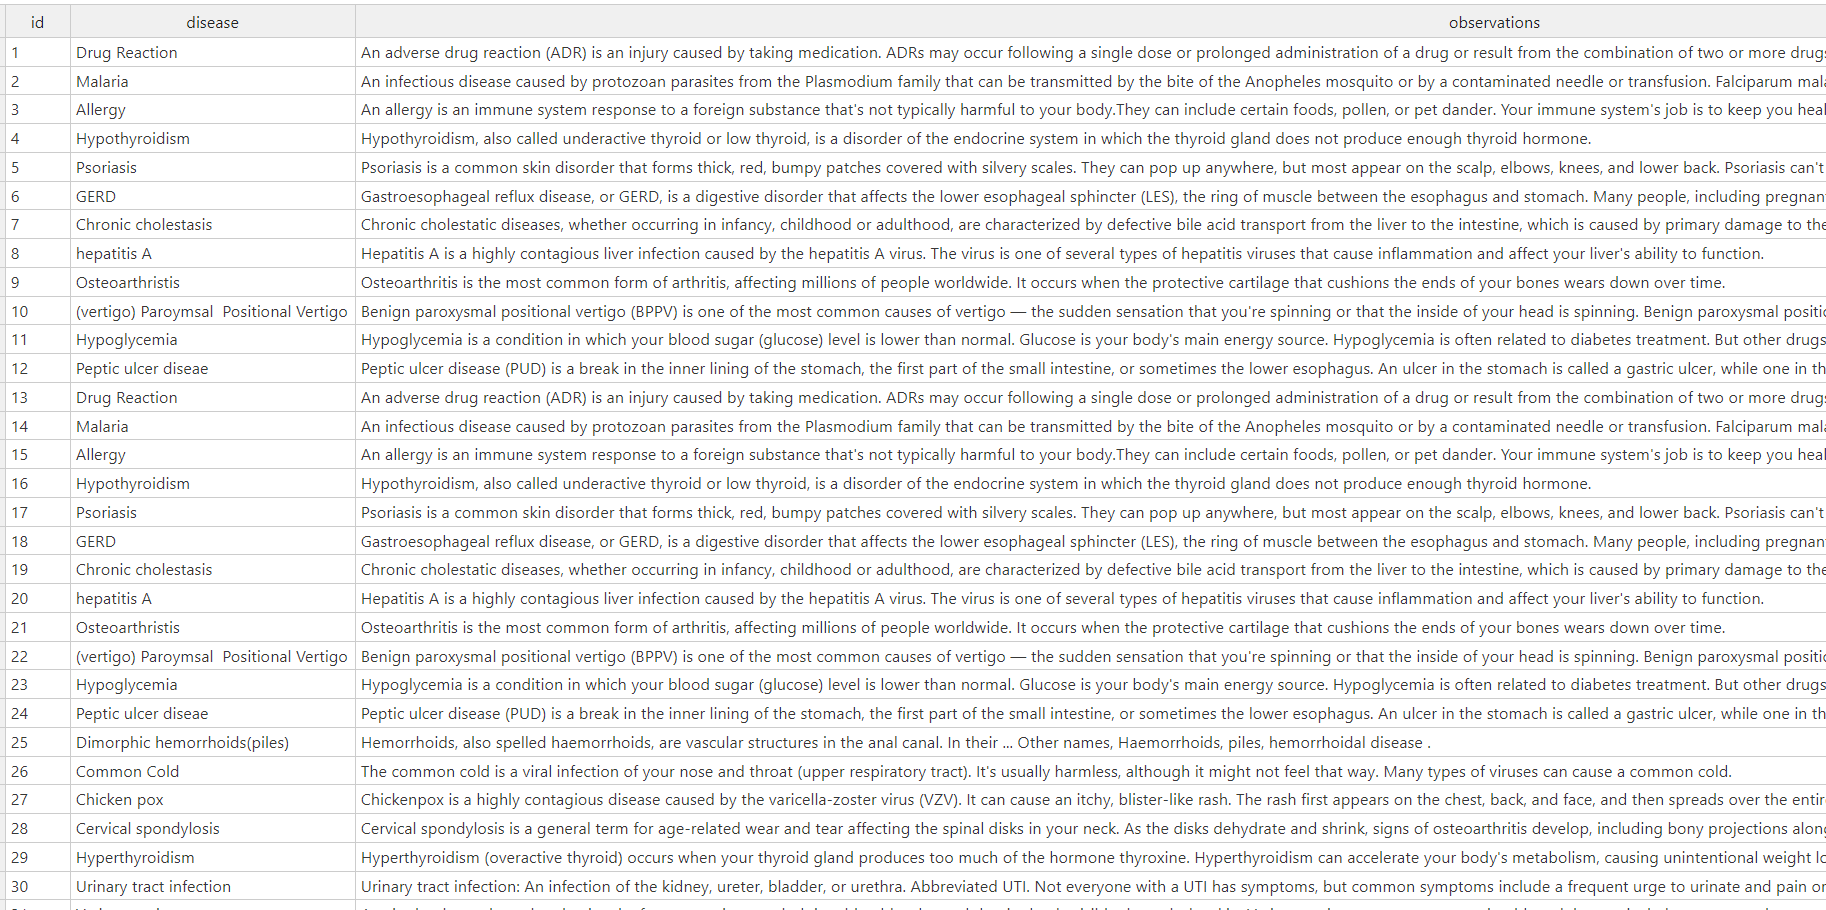 id disease observations
1 Drug Reaction An adverse drug reaction (ADR) is an injury caused by taking medication. ADRs may occur following a single dose or prolonged administration of a drug or result from the combination of two or more drugs
2 Malaria An infectious disease caused by protozoan parasites from the Plasmodium family that can be transmitted by the bite of the Anopheles mosquito or by a contaminated needle or transfusion. Falciparum mala
3 Allergy An allergy is an immune system response to a foreign substance that's not typically harmful to your body.They can include certain foods, pollen, or pet dander. Your immune system's job is to keep you heal
4 Hypothyroidism Hypothyroidism, also called underactive thyroid or low thyroid, is a disorder of the endocrine system in which the thyroid gland does not produce enough thyroid hormone.
5 Psoriasis Psoriasis is a common skin disorder that forms thick, red, bumpy patches covered with silvery scales. They can pop up anywhere, but most appear on the scalp, elbows, knees, and lower back. Psoriasis can't
6 GERD Gastroesophageal reflux disease, or GERD, is a digestive disorder that affects the lower esophageal sphincter (LES), the ring of muscle between the esophagus and stomach. Many people, including pregnan
7 Chronic cholestasis Chronic cholestatic diseases, whether occurring in infancy, childhood or adulthood, are characterized by defective bile acid transport from the liver to the intestine, which is caused by primary damage to the
8 hepatitis A Hepatitis A is a highly contagious liver infection caused by the hepatitis A virus. The virus is one of several types of hepatitis viruses that cause inflammation and affect your liver's ability to function.
9 Osteoarthristis Osteoarthritis is the most common form of arthritis, affecting millions of people worldwide. It occurs when the protective cartilage that cushions the ends of your bones wears down over time.
10 (vertigo) Paroymsal  Positional Vertigo Benign paroxysmal positional vertigo (BPPV) is one of the most common causes of vertigo — the sudden sensation that you're spinning or that the inside of your head is spinning. Benign paroxysmal positio
11 Hypoglycemia Hypoglycemia is a condition in which your blood sugar (glucose) level is lower than normal. Glucose is your body's main energy source. Hypoglycemia is often related to diabetes treatment. But other drugs
12 Peptic ulcer diseae Peptic ulcer disease (PUD) is a break in the inner lining of the stomach, the first part of the small intestine, or sometimes the lower esophagus. An ulcer in the stomach is called a gastric ulcer, while one in th
13 Drug Reaction An adverse drug reaction (ADR) is an injury caused by taking medication. ADRs may occur following a single dose or prolonged administration of a drug or result from the combination of two or more drugs
14 Malaria An infectious disease caused by protozoan parasites from the Plasmodium family that can be transmitted by the bite of the Anopheles mosquito or by a contaminated needle or transfusion. Falciparum mala
15 Allergy An allergy is an immune system response to a foreign substance that's not typically harmful to your body.They can include certain foods, pollen, or pet dander. Your immune system's job is to keep you heal
16 Hypothyroidism Hypothyroidism, also called underactive thyroid or low thyroid, is a disorder of the endocrine system in which the thyroid gland does not produce enough thyroid hormone.
17 Psoriasis Psoriasis is a common skin disorder that forms thick, red, bumpy patches covered with silvery scales. They can pop up anywhere, but most appear on the scalp, elbows, knees, and lower back. Psoriasis can't
18 GERD Gastroesophageal reflux disease, or GERD, is a digestive disorder that affects the lower esophageal sphincter (LES), the ring of muscle between the esophagus and stomach. Many people, including pregnan
19 Chronic cholestasis Chronic cholestatic diseases, whether occurring in infancy, childhood or adulthood, are characterized by defective bile acid transport from the liver to the intestine, which is caused by primary damage to the
20 hepatitis A Hepatitis A is a highly contagious liver infection caused by the hepatitis A virus. The virus is one of several types of hepatitis viruses that cause inflammation and affect your liver's ability to function.
21 Osteoarthristis Osteoarthritis is the most common form of arthritis, affecting millions of people worldwide. It occurs when the protective cartilage that cushions the ends of your bones wears down over time.
22 (vertigo) Paroymsal  Positional Vertigo Benign paroxysmal positional vertigo (BPPV) is one of the most common causes of vertigo — the sudden sensation that you're spinning or that the inside of your head is spinning. Benign paroxysmal positio
23 Hypoglycemia Hypoglycemia is a condition in which your blood sugar (glucose) level is lower than normal. Glucose is your body's main energy source. Hypoglycemia is often related to diabetes treatment. But other drugs
24 Peptic ulcer diseae Peptic ulcer disease (PUD) is a break in the inner lining of the stomach, the first part of the small intestine, or sometimes the lower esophagus. An ulcer in the stomach is called a gastric ulcer, while one in th
25 Dimorphic hemorrhoids(piles) Hemorrhoids, also spelled haemorrhoids, are vascular structures in the anal canal. In their ... Other names, Haemorrhoids, piles, hemorrhoidal disease .
26 Common Cold The common cold is a viral infection of your nose and throat (upper respiratory tract). It's usually harmless, although it might not feel that way. Many types of viruses can cause a common cold.
27 Chicken pox Chickenpox is a highly contagious disease caused by the varicella-zoster virus (VZV). It can cause an itchy, blister-like rash. The rash first appears on the chest, back, and face, and then spreads over the entir
28 Cervical spondylosis Cervical spondylosis is a general term for age-related wear and tear affecting the spinal disks in your neck. As the disks dehydrate and shrink, signs of osteoarthritis develop, including bony projections along
29 Hyperthyroidism Hyperthyroidism (overactive thyroid) occurs when your thyroid gland produces too much of the hormone thyroxine. Hyperthyroidism can accelerate your body's metabolism, causing unintentional weight lo
30 Urinary tract infection Urinary tract infection: An infection of the kidney, ureter, bladder, or urethra. Abbreviated UTI. Not everyone with a UTI has symptoms, but common symptoms include a frequent urge to urinate and pain or